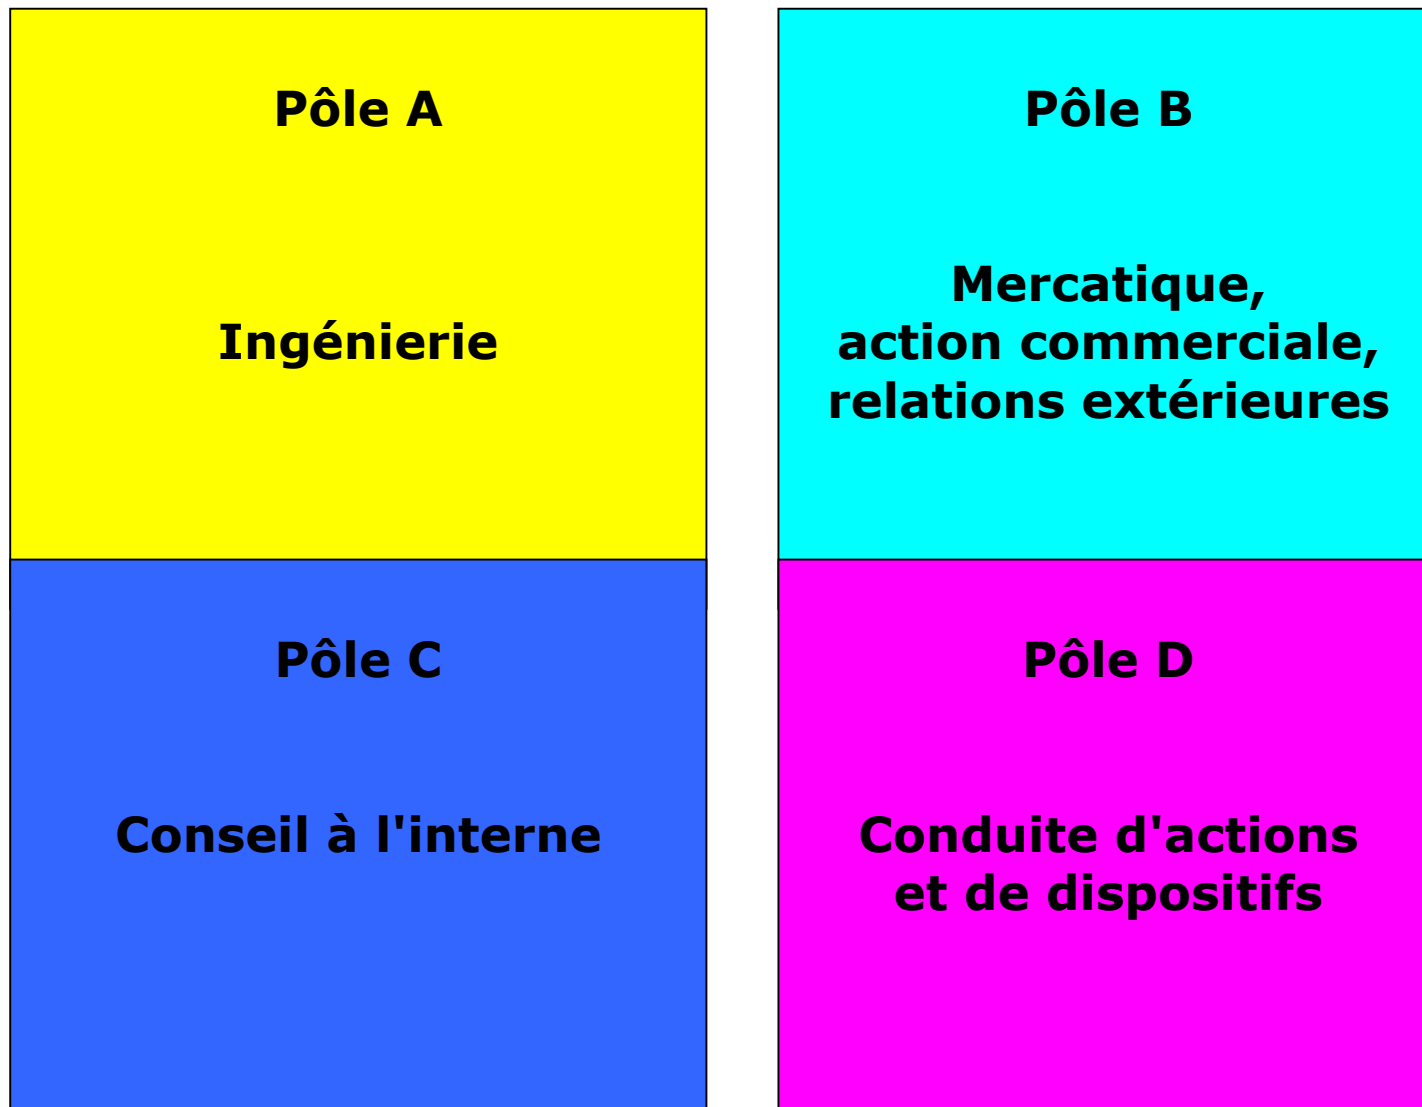 Pôle A
Ingénierie
Pôle B
Mercatique,
action commerciale,
relations extérieures
Pôle C
Conseil à l'interne
Pôle D
Conduite d'actions
et de dispositifs